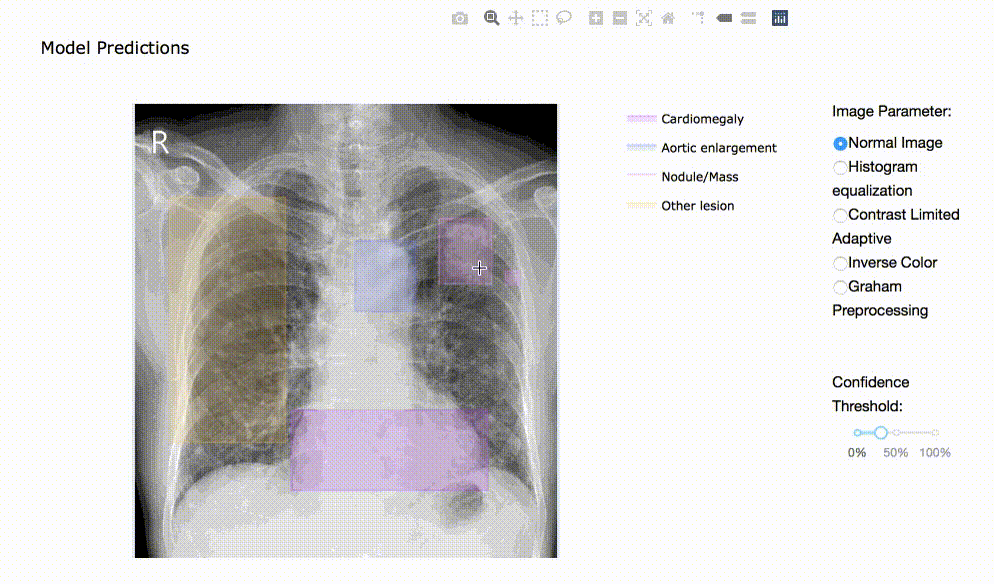 Model Predictions
R
Cardiomegaly
Aortic enlargement
Nodule/Mass
Other lesion
Image Parameter:
Normal Image
Histogram
equalization
Contrast Limited
Adaptive
Inverse Color
Graham
Preprocessing
Confidence
Threshold:
0% 50% 100%